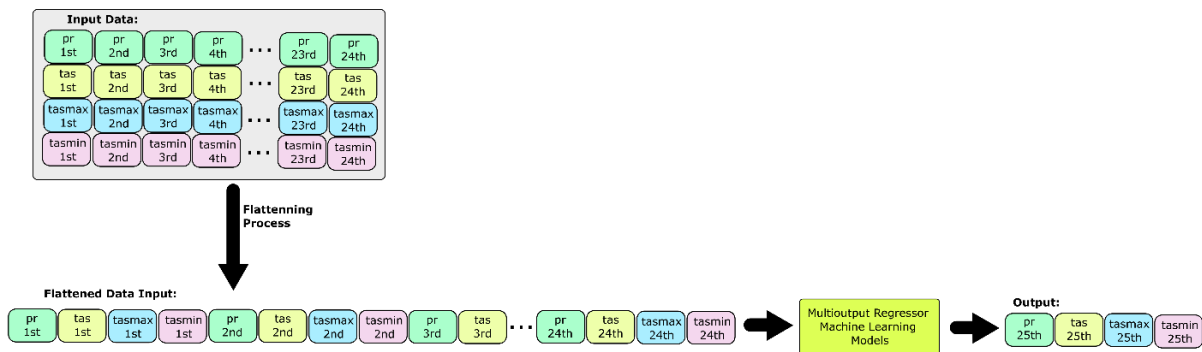 Input Data:
pr pr pr pr ... pr pr
1st 2nd 3rd 4th 23rd 24th
tas tas tas tas ... tas tas
1st 2nd 3rd 4th 23rd 24th
tasmax tasmax tasmax tasmax ... tasmax tasmax
1st 2nd 3rd 4th 23rd 24th
tasmin tasmin tasmin tasmin ... tasmin tasmin
1st 2nd 3rd 4th 23rd 24th
Flattenning
Process
Flattened Data Input:
pr tas tasmax tasmin pr tas tasmax tasmin pr tas ... pr tas tasmax tasmin
1st 1st 1st 1st 2nd 2nd 2nd 2nd 3rd 3rd 24th 24th 24th 24th
Multioutput Regressor
Machine Learning
Models
Output:
pr tas tasmax tasmin
25th 25th 25th 25th